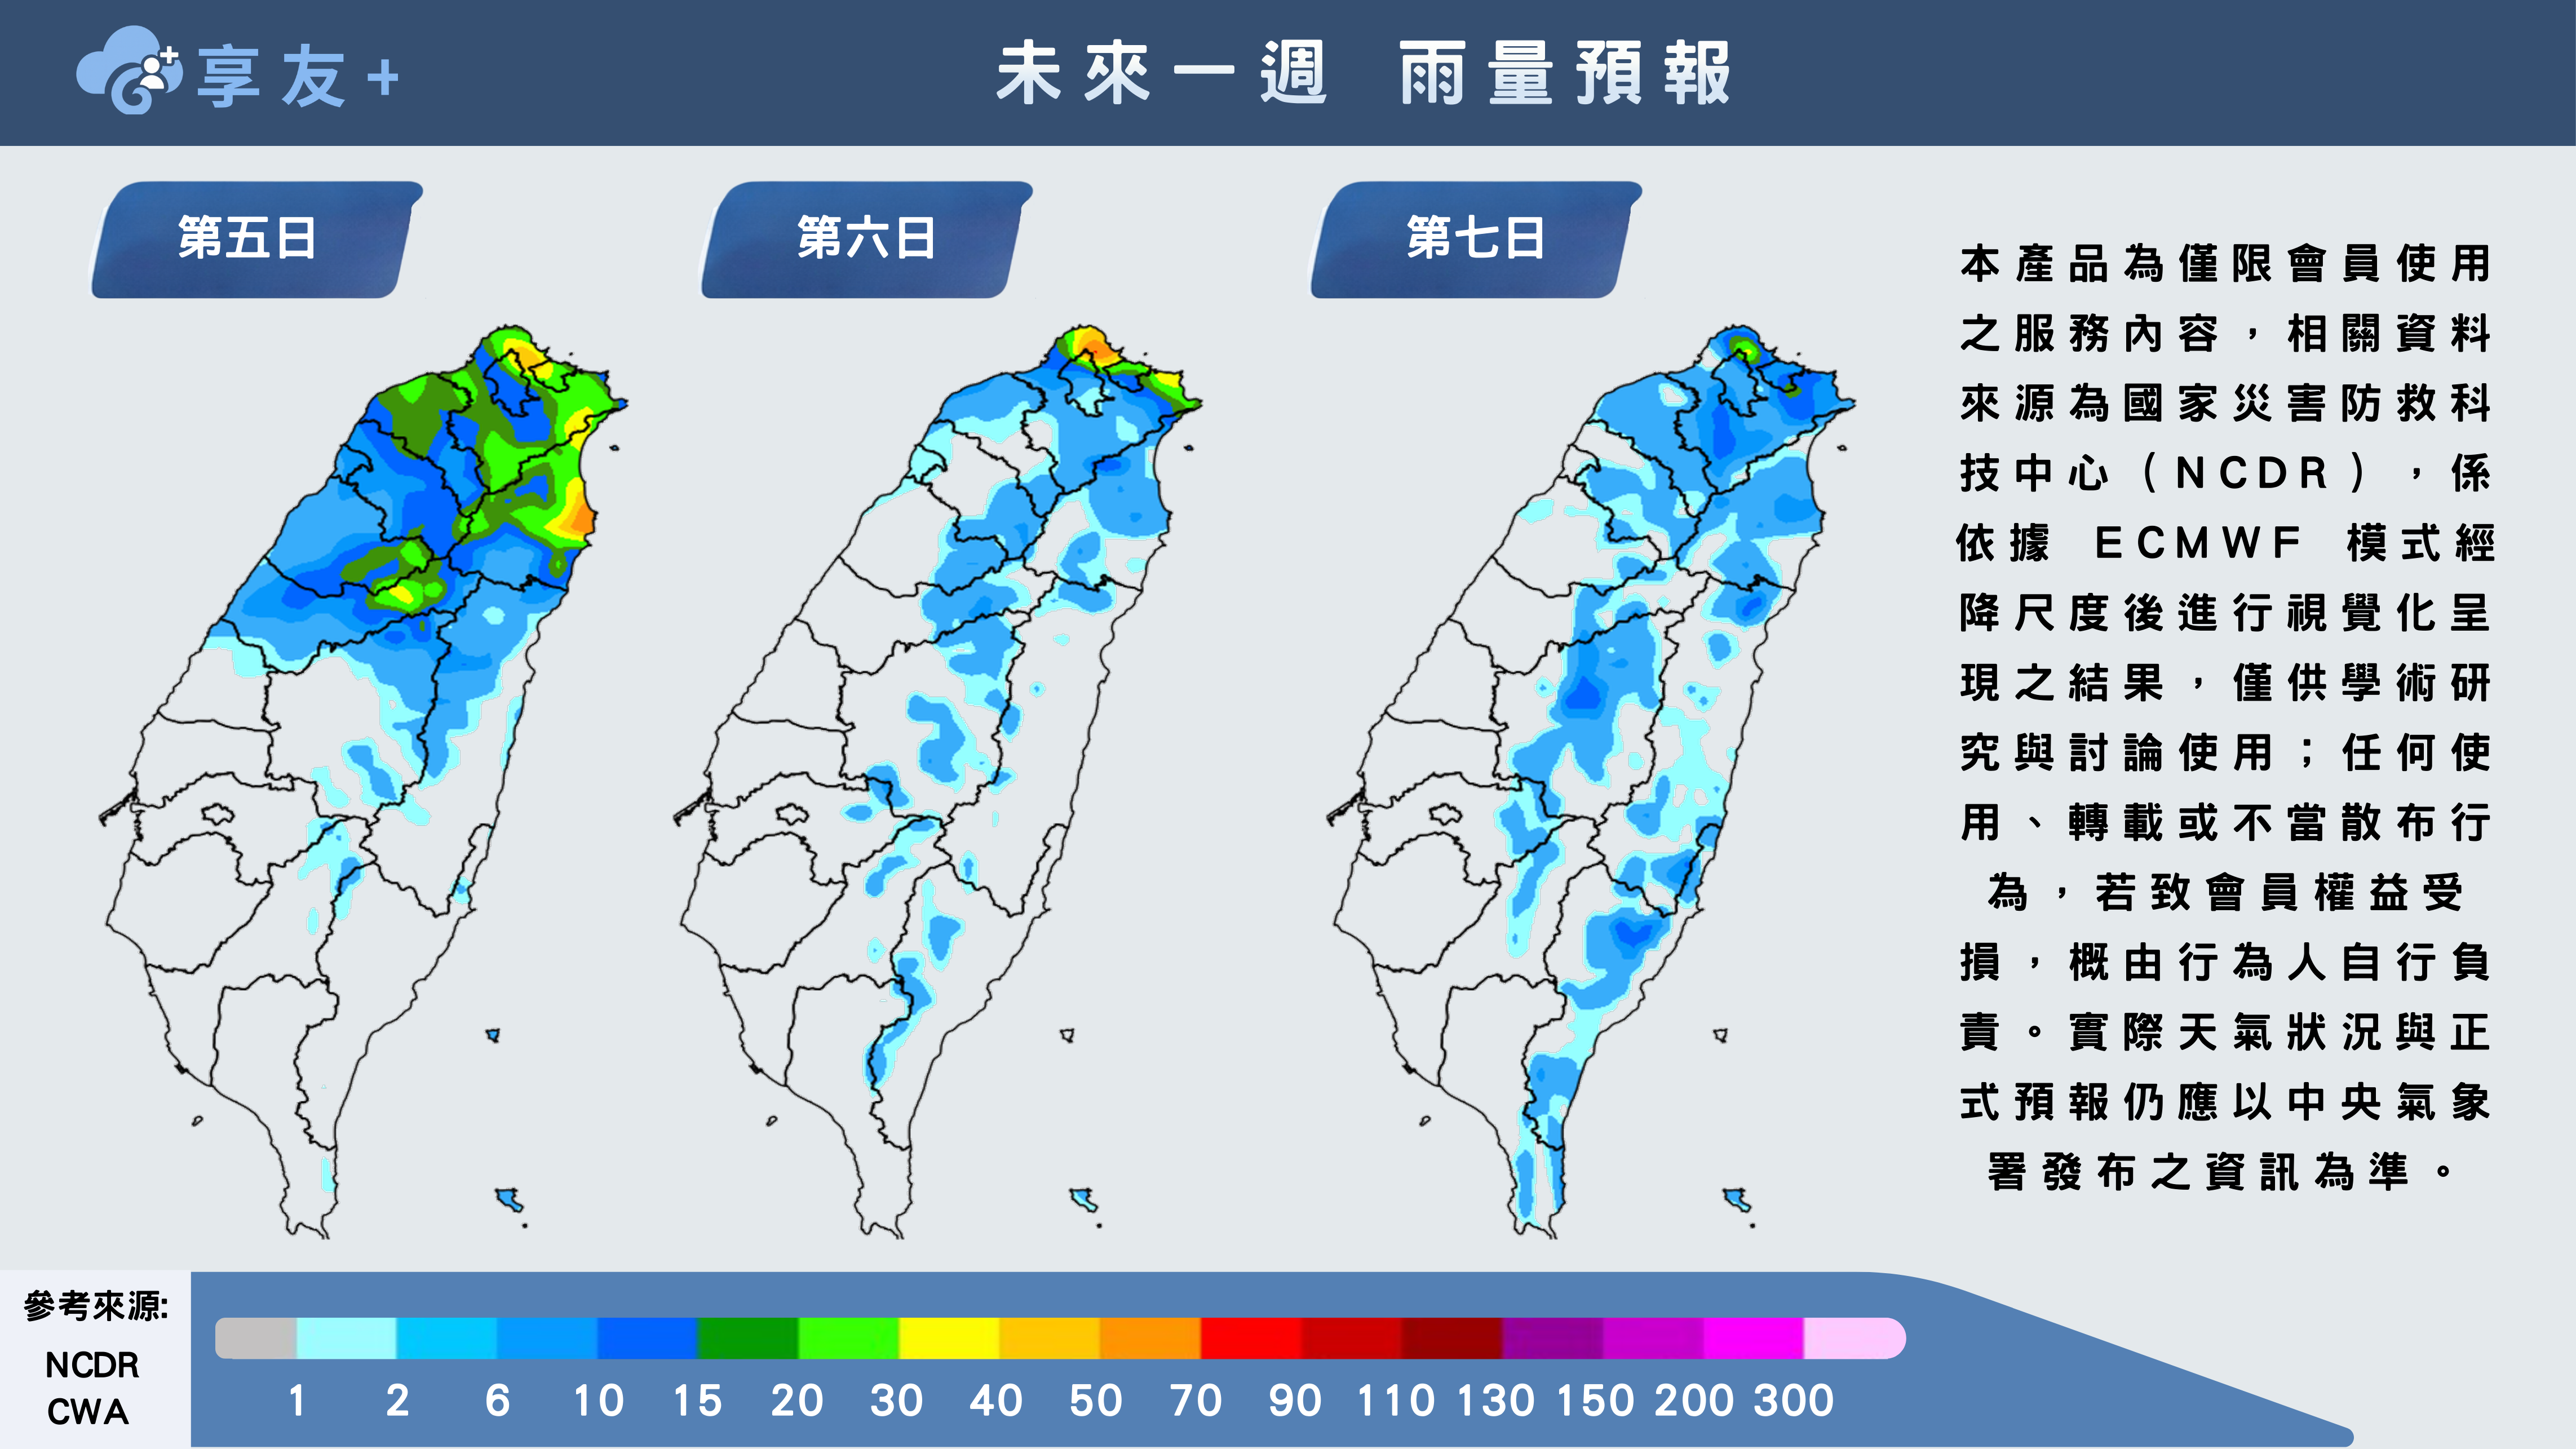 享友+
未來一週 雨量預報
第五日
第六日
第七日
本產品為僅限會員使用
之服務內容，相關資料
來源為國家災害防救科
技中心(NCDR)，係
依據 ECMWF 模式經
降尺度後進行視覺化呈
現之結果，僅供學術研
究與討論使用；任何使
用、轉載或不當散布行
為，若致會員權益受
損，概由行為人自行負
責。實際天氣狀況與正
式預報仍應以中央氣象
署發布之資訊為準。
參考來源:
NCDR
CWA
1 2 6 10 15 20 30 40 50 70 90 110 130 150 200 300